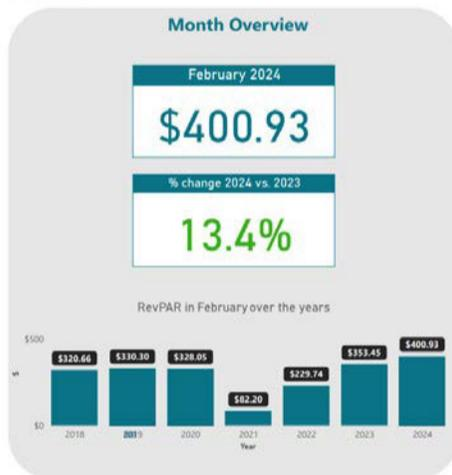 Month Overview
February 2024
$400.93
% change 2024 vs. 2023
13.4%
RevPAR in February over the years
$500
$320.66 $330.30 $328.05 $82.20 $229.74 $353.45 $400.93
$
$0
2018 2019 2020 2021 2022 2023 2024
Year